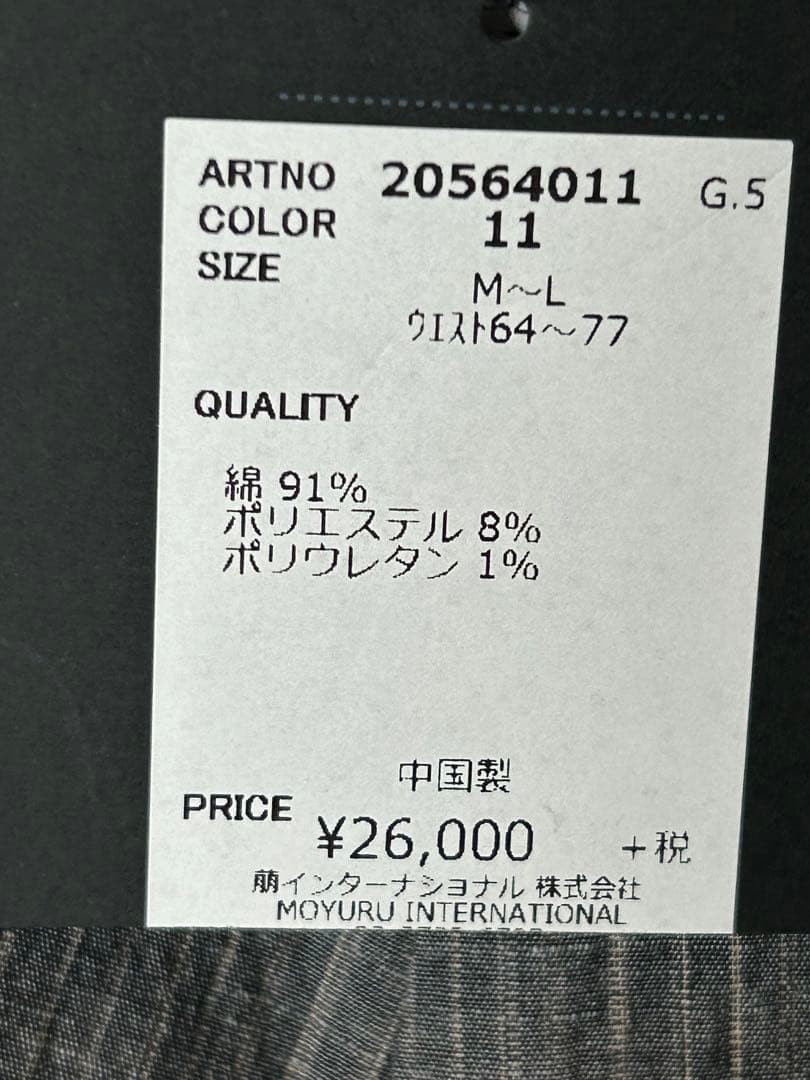 ARTNO 20564011 G.5
COLOR 11
SIZE M～L
ｳｴｽﾄ64～77
QUALITY
綿 91%
ポリエステル 8%
ポリウレタン 1%
中国製
PRICE ¥26,000 +税
萠インターナショナル 株式会社
MOYURU INTERNATIONAL